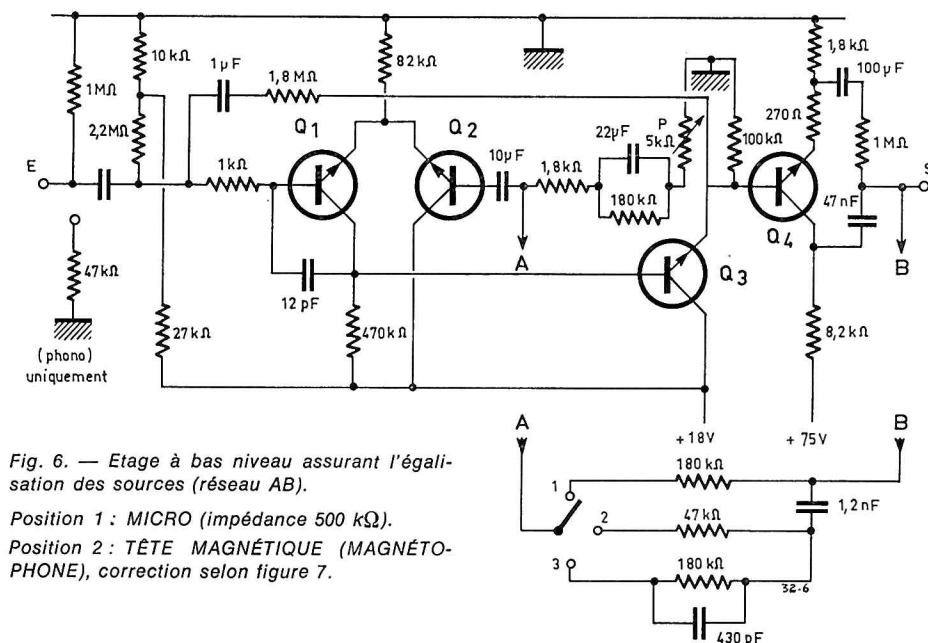 10kΩ
1MΩ
2,2MΩ
1µF
1,8MΩ
82kΩ
Q1
Q2
1kΩ
E
10µF
1,8kΩ
22µF
180kΩ
P
5kΩ
100kΩ
1,8kΩ
100µF
270Ω
1MΩ
S
47nF
Q4
A
B
Q3
47kΩ
12pF
470kΩ
27kΩ
8,2kΩ
(phono)
uniquement
+18V
+75V
A
B
180kΩ
1
1,2nF
47kΩ
2
3
180kΩ
32-6
430pF
Fig. 6. — Etage à bas niveau assurant l'égali-
sation des sources (réseau AB).
Position 1 : MICRO (impédance 500 kΩ).
Position 2 : TÊTE MAGNÉTIQUE (MAGNÉTO-
PHONE), correction selon figure 7.